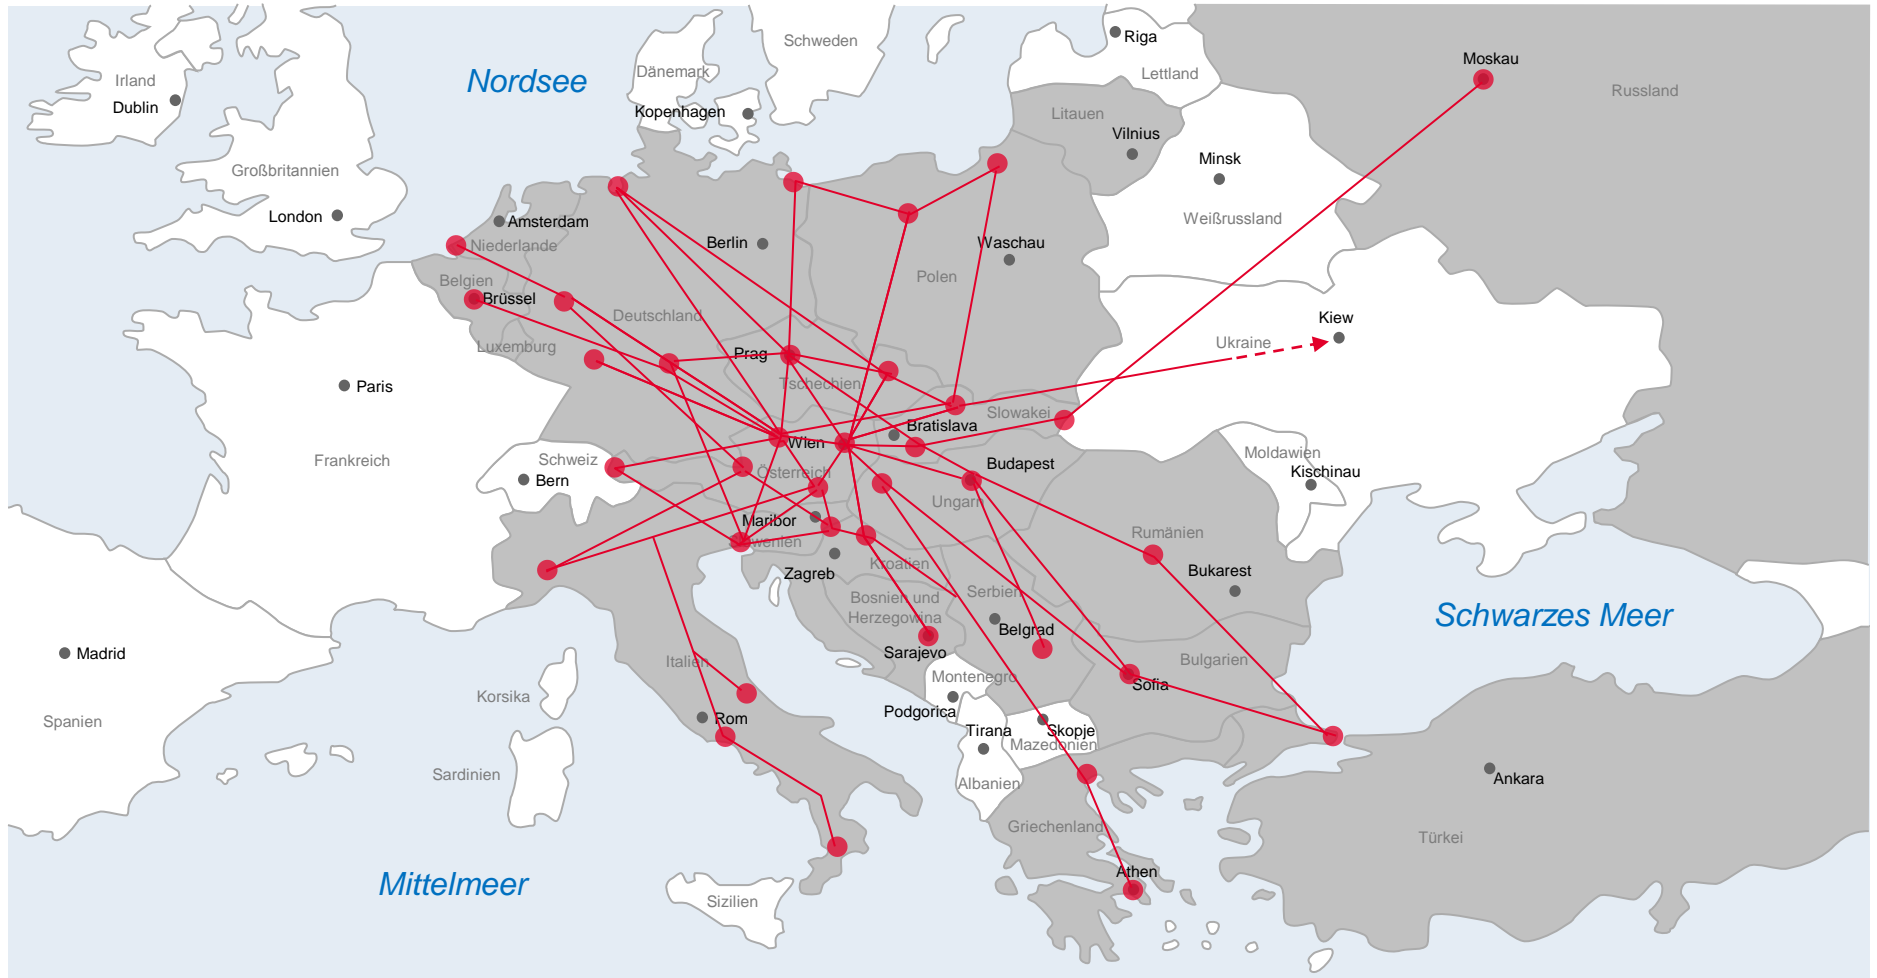 Schweden
Riga
Moskau
Irland
Dänemark
Nordsee
Lettland
Russland
Dublin
Kopenhagen
Litauen
Vilnius
Großbritannien
Minsk
London
Amsterdam
Weißrussland
Niederlande
Berlin
Waschau
Belgien
Polen
Brüssel
Deutschland
Kiew
Luxemburg
Prag
Ukraine
Paris
Tschechien
Slowakei
Bratislava
Wien
Frankreich
Schweiz
Österreich
Budapest
Moldawien
Bern
Kischinau
Ungarn
Maribor
wenien
Rumänien
Zagreb
Kroatien
Bukarest
Bosnien und
Herzegowina
Serbien
Schwarzes Meer
Belgrad
Madrid
Sarajevo
Italien
Bulgarien
Montenegro
Sofia
Korsika
Podgorica
Spanien
Rom
Tirana
Skopje
Mazedonien
Sardinien
Albanien
Ankara
Griechenland
Türkei
Mittelmeer
Athen
Sizilien